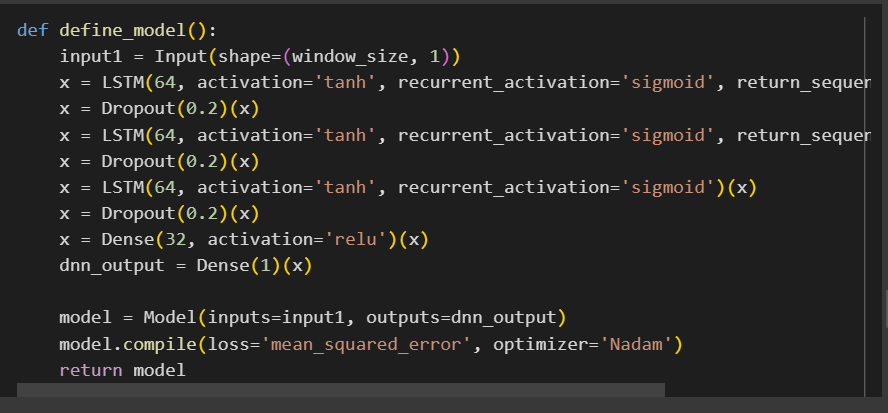 def define_model():
    input1 = Input(shape=(window_size, 1))
    x = LSTM(64, activation='tanh', recurrent_activation='sigmoid', return_sequen
    x = Dropout(0.2)(x)
    x = LSTM(64, activation='tanh', recurrent_activation='sigmoid', return_sequen
    x = Dropout(0.2)(x)
    x = LSTM(64, activation='tanh', recurrent_activation='sigmoid')(x)
    x = Dropout(0.2)(x)
    x = Dense(32, activation='relu')(x)
    dnn_output = Dense(1)(x)
    model = Model(inputs=input1, outputs=dnn_output)
    model.compile(loss='mean_squared_error', optimizer='Nadam')
    return model